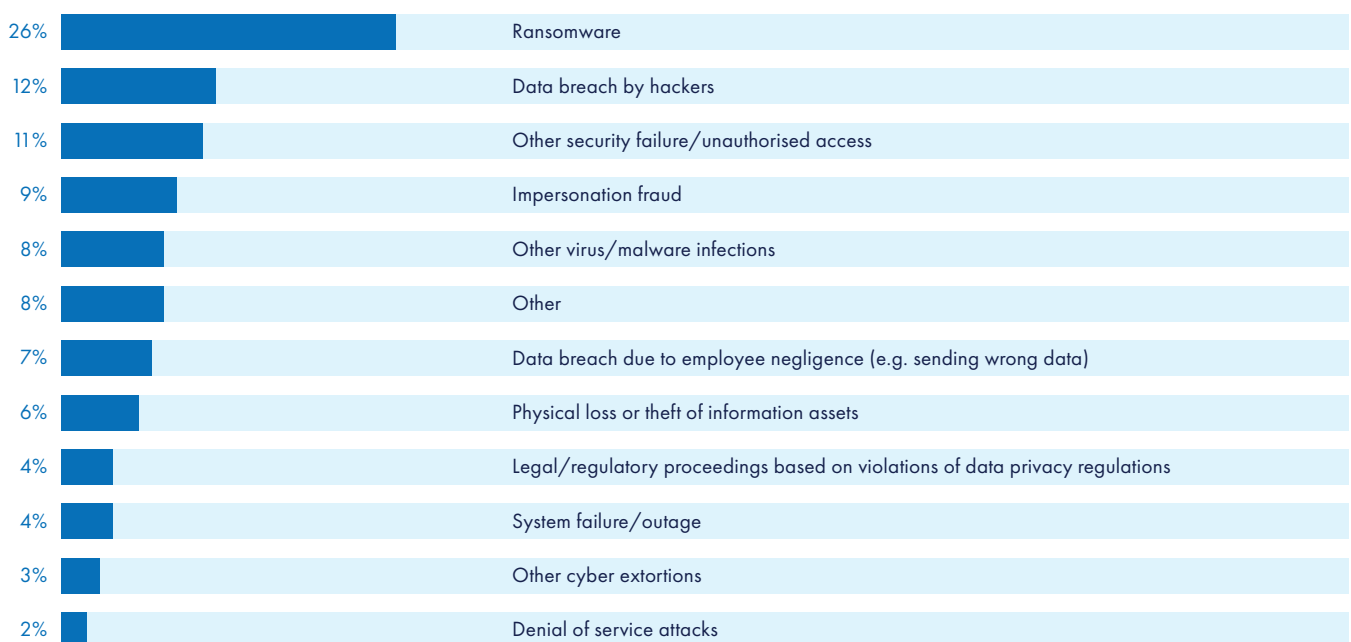 26% Ransomware
12% Data breach by hackers
11% Other security failure/unauthorised access
9% Impersonation fraud
8% Other virus/malware infections
8% Other
7% Data breach due to employee negligence (e.g. sending wrong data)
6% Physical loss or theft of information assets
4% Legal/regulatory proceedings based on violations of data privacy regulations
4% System failure/outage
3% Other cyber extortions
2% Denial of service attacks